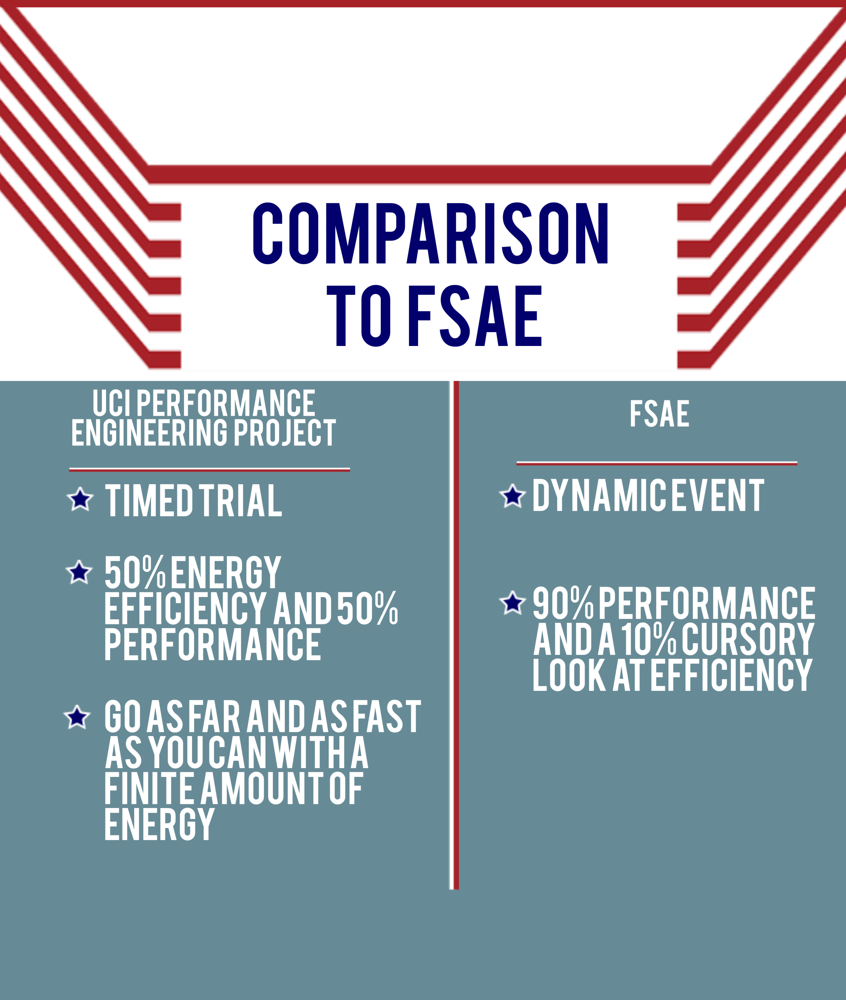 COMPARISON
TO FSAE
UCI PERFORMANCE
ENGINEERING PROJECT
TIMED TRIAL
50% ENERGY
EFFICIENCY AND 50%
PERFORMANCE
GO AS FAR AND AS FAST
AS YOU CAN WITH A
FINITE AMOUNT OF
ENERGY
FSAE
DYNAMIC EVENT
90% PERFORMANCE
AND A 10% CURSORY
LOOK AT EFFICIENCY